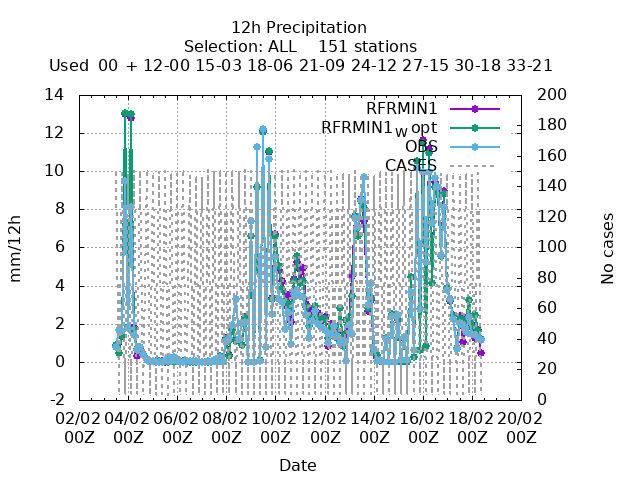 12h Precipitation
Selection: ALL 151 stations
Used 00 + 12-00 15-03 18-06 21-09 24-12 27-15 30-18 33-21
14 200
RFRMIN1
180
12 RFRMIN1w opt
160
OBS
10 CASES
140
8 120
mm/12h
6 100
No cases
80
4
60
2
40
0 20
-2 0
02/02 04/02 06/02 08/02 10/02 12/02 14/02 16/02 18/02 20/02
00Z 00Z 00Z 00Z 00Z 00Z 00Z 00Z 00Z 00Z
Date